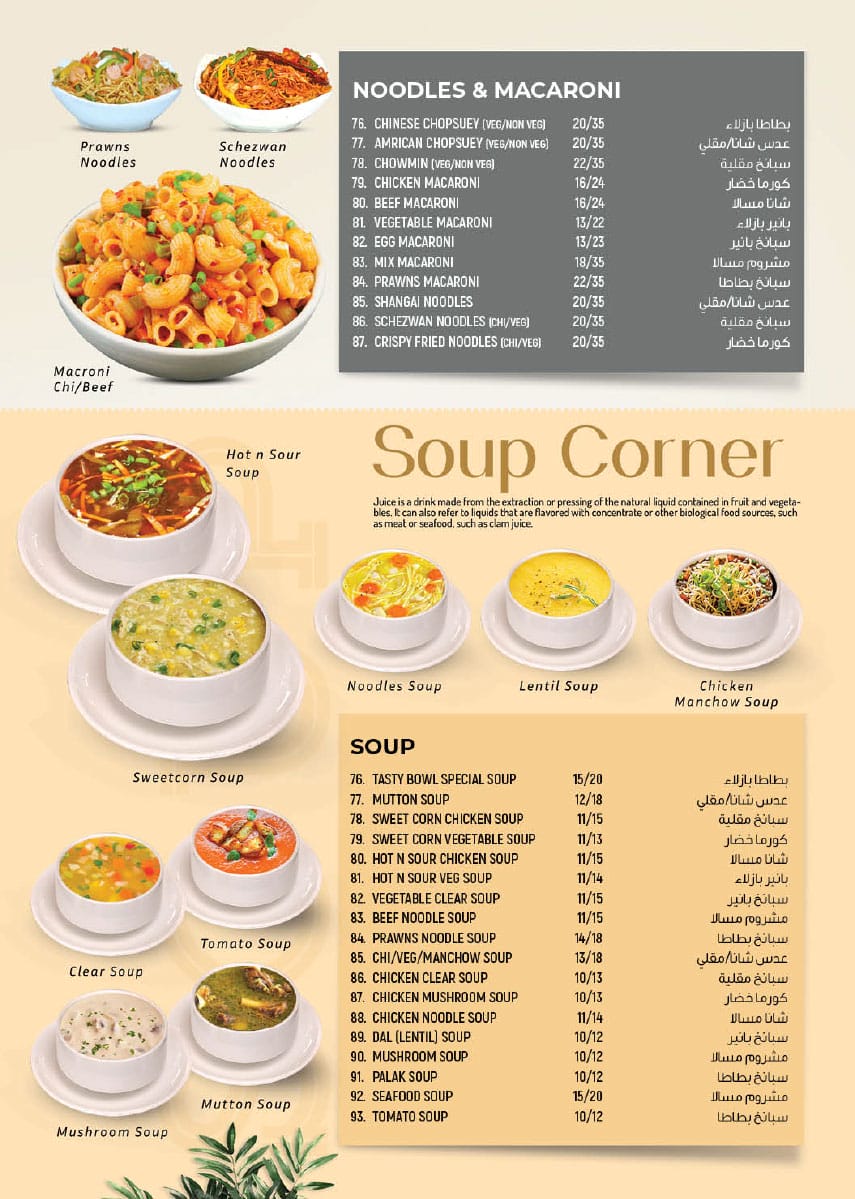 Prawns
Noodles
Schezwan
Noodles
Macroni
Chi/Beef
NOODLES & MACARONI
76. CHINESE CHOPSUEY (VEG/NON VEG) 20/35 بطاطا بازلاء
77. AMRICAN CHOPSUEY (VEG/NON VEG) 20/35 عدس شانا/مقلي
78. CHOWMIN (VEG/NON VEG) 22/35 سبانخ مقلية
79. CHICKEN MACARONI 16/24 كورما خضار
80. BEEF MACARONI 16/24 شانا مسالا
81. VEGETABLE MACARONI 13/22 بانير بازلاء
82. EGG MACARONI 13/23 سبانخ بانير
83. MIX MACARONI 18/35 مشروم مسالا
84. PRAWNS MACARONI 22/35 سبانخ بطاطا
85. SHANGAI NOODLES 20/35 عدس شانا/مقلي
86. SCHEZWAN NOODLES (CHI/VEG) 20/35 سبانخ مقلية
87. CRISPY FRIED NOODLES (CHI/VEG) 20/35 كورما خضار
Soup Corner
Juice is a drink made from the extraction or pressing of the natural liquid contained in fruit and vegeta-
bles. It can also refer to liquids that are flavored with concentrate or other biological food sources, such
as meat or seafood, such as clam juice.
Hot n Sour
Soup
Sweetcorn Soup
Noodles Soup
Lentil Soup
Chicken
Manchow Soup
Clear Soup
Tomato Soup
Mushroom Soup
Mutton Soup
SOUP
76. TASTY BOWL SPECIAL SOUP 15/20 بطاطا بازلاء
77. MUTTON SOUP 12/18 عدس شانا/مقلي
78. SWEET CORN CHICKEN SOUP 11/15 سبانخ مقلية
79. SWEET CORN VEGETABLE SOUP 11/13 كورما خضار
80. HOT N SOUR CHICKEN SOUP 11/15 شانا مسالا
81. HOT N SOUR VEG SOUP 11/14 بانير بازلاء
82. VEGETABLE CLEAR SOUP 11/15 سبانخ بانير
83. BEEF NOODLE SOUP 11/15 مشروم مسالا
84. PRAWNS NOODLE SOUP 14/18 سبانخ بطاطا
85. CHI/VEG/MANCHOW SOUP 13/18 عدس شانا/مقلي
86. CHICKEN CLEAR SOUP 10/13 سبانخ مقلية
87. CHICKEN MUSHROOM SOUP 10/13 كورما خضار
88. CHICKEN NOODLE SOUP 11/14 شانا مسالا
89. DAL (LENTIL) SOUP 10/12 سبانخ بانير
90. MUSHROOM SOUP 10/12 مشروم مسالا
91. PALAK SOUP 10/12 سبانخ بطاطا
92. SEAFOOD SOUP 15/20 مشروم مسالا
93. TOMATO SOUP 10/12 سبانخ بطاطا